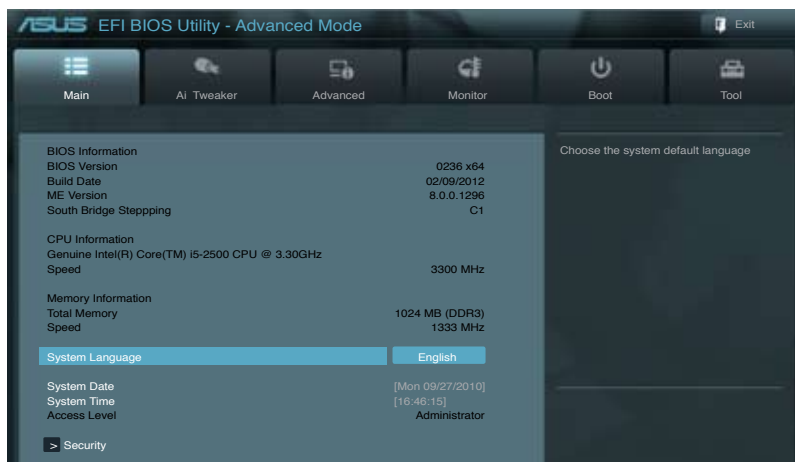 ASUS EFI BIOS Utility - Advanced Mode
Exit
Main
Ai Tweaker
Advanced
Monitor
Boot
Tool
BIOS Information
BIOS Version 0236 x64
Build Date 02/09/2012
ME Version 8.0.0.1296
South Bridge Steppping C1
CPU Information
Genuine Intel(R) Core(TM) i5-2500 CPU @ 3.30GHz
Speed 3300 MHz
Memory Information
Total Memory 1024 MB (DDR3)
Speed 1333 MHz
System Language English
System Date [Mon 09/27/2010]
System Time [16:46:15]
Access Level Administrator
> Security
Choose the system default language